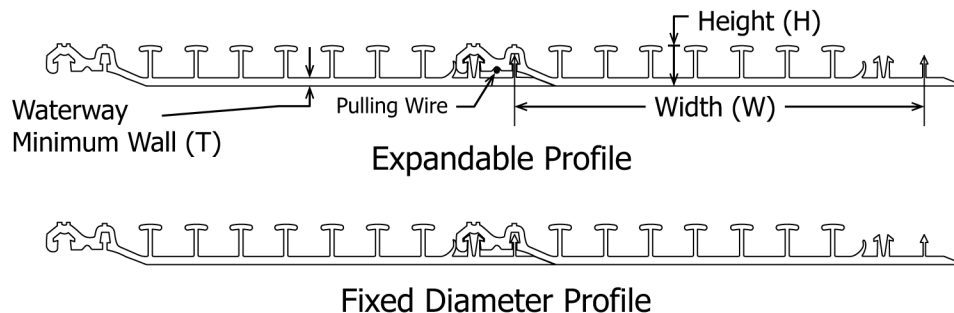 Height (H)
Waterway
Minimum Wall (T)
Pulling Wire
Width (W)
Expandable Profile
Fixed Diameter Profile